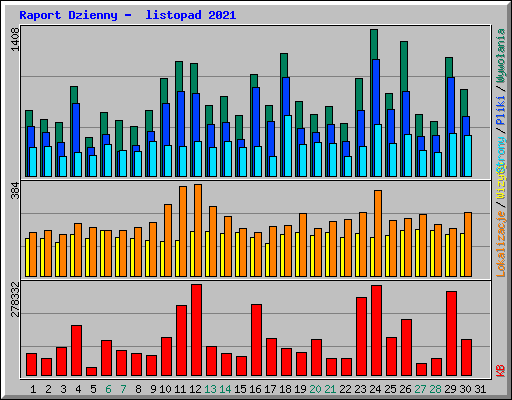 Raport Dzienny -  listopad 2021
1408
384
278332
Wywolania / Pliki / Strony
Lokalizacje / Wizyt
KB
1 2 3 4 5 6 7 8 9 10 11 12 13 14 15 16 17 18 19 20 21 22 23 24 25 26 27 28 29 30 31